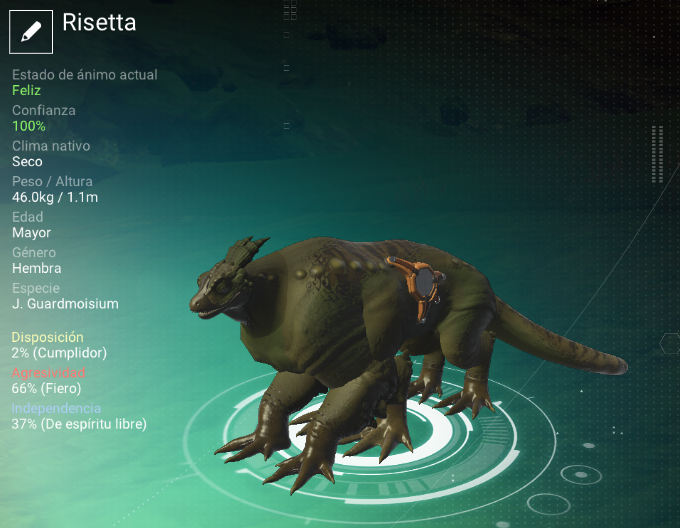 Risetta
Estado de ánimo actual
Feliz
Confianza
100%
Clima nativo
Seco
Peso / Altura
46.0kg / 1.1m
Edad
Mayor
Género
Hembra
Especie
J. Guardmoisium
Disposición
2% (Cumplidor)
Agresividad
66% (Fiero)
Independencia
37% (De espíritu libre)